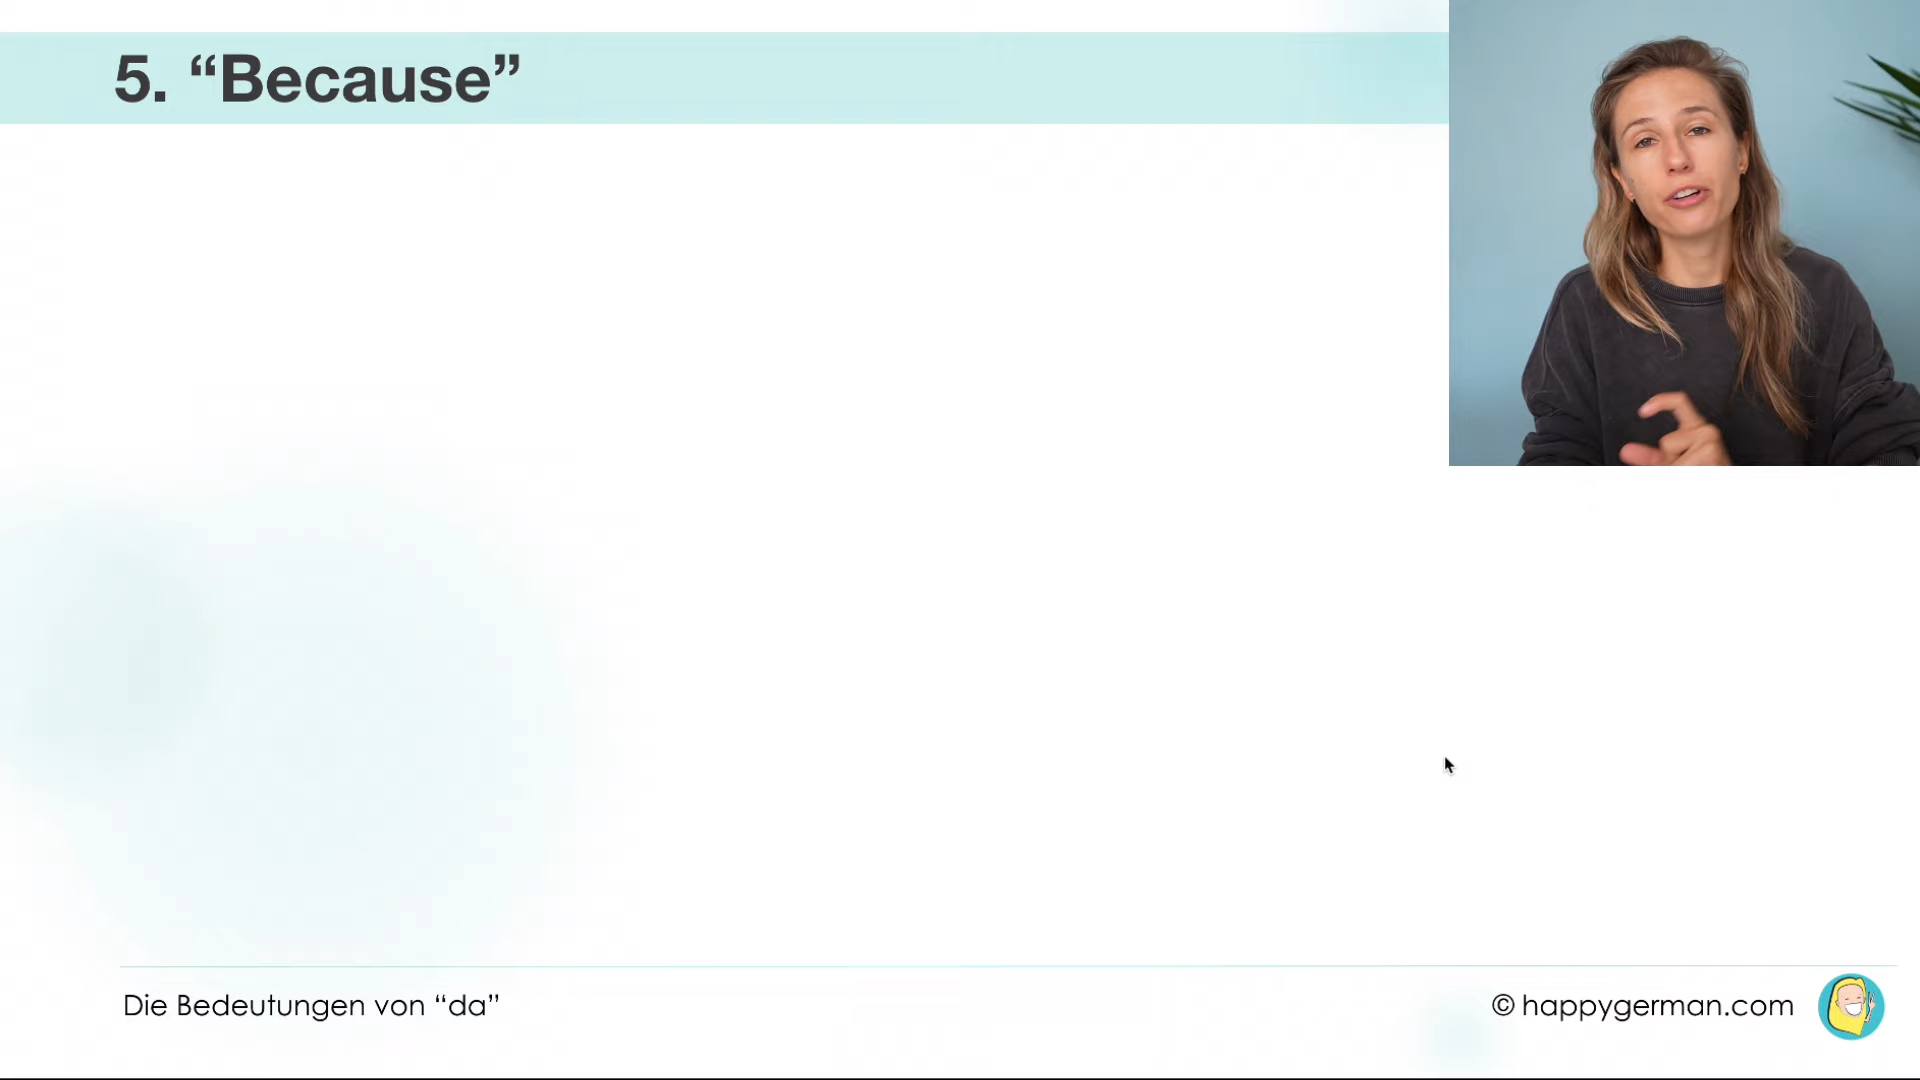 5. “Because”
Die Bedeutungen von “da”
© happygerman.com